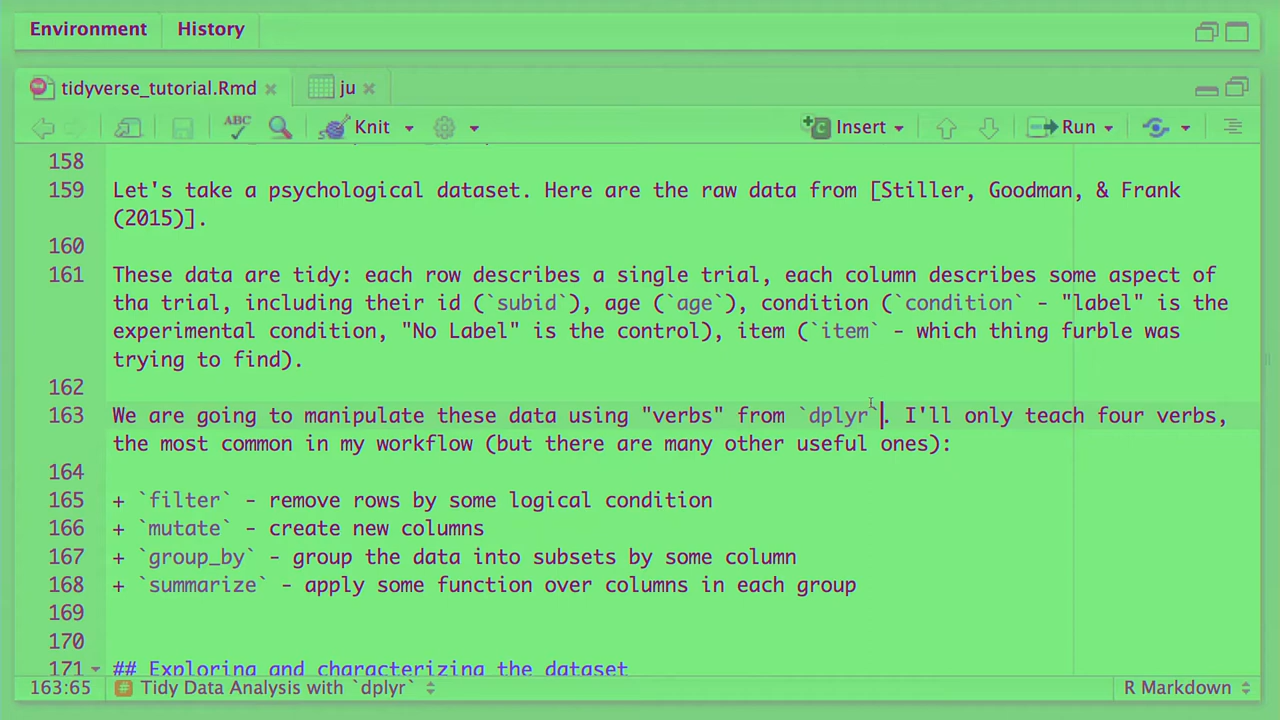 Environment History
tidyverse_tutorial.Rmd ju
ABC Knit Insert Run
158
159 Let's take a psychological dataset. Here are the raw data from [Stiller, Goodman, & Frank
(2015)].
160
161 These data are tidy: each row describes a single trial, each column describes some aspect of
tha trial, including their id (`subid`), age (`age`), condition (`condition` - "label" is the
experimental condition, "No Label" is the control), item (`item` - which thing furble was
trying to find).
162
163 We are going to manipulate these data using "verbs" from `dplyr`. I'll only teach four verbs,
the most common in my workflow (but there are many other useful ones):
164
165 + `filter` - remove rows by some logical condition
166 + `mutate` - create new columns
167 + `group_by` - group the data into subsets by some column
168 + `summarize` - apply some function over columns in each group
169
170
171 ## Exploring and characterizing the dataset
163:65 # Tidy Data Analysis with `dplyr` R Markdown